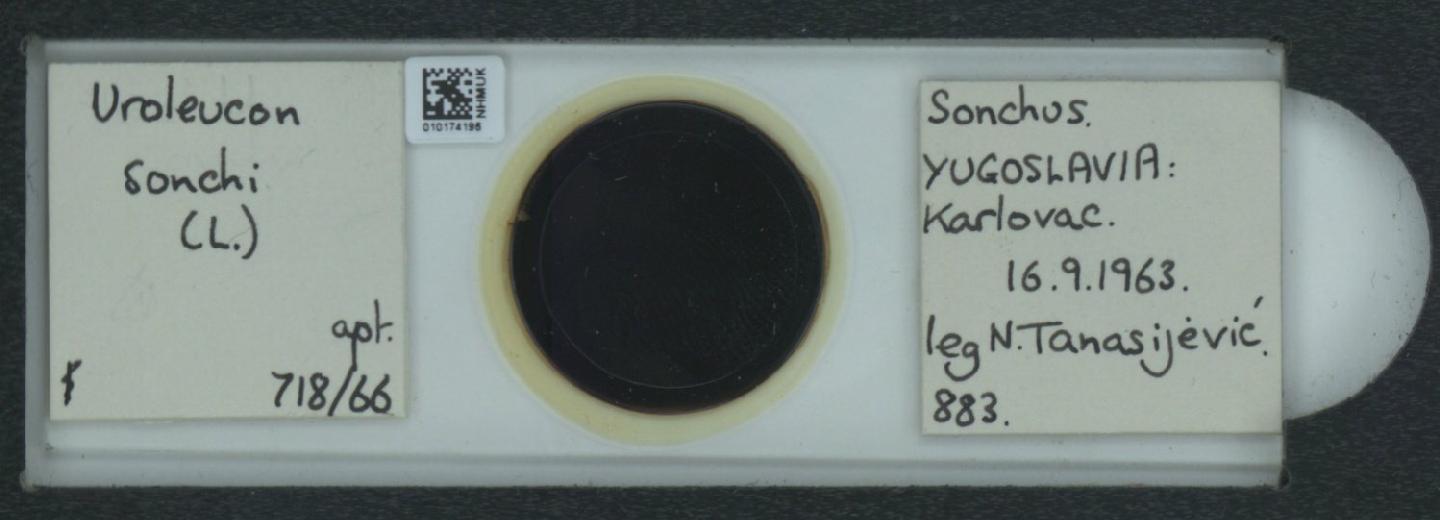 Uroleucon
sonchi
(L.)
apt.
718/66
NHMUK
010174196
Sonchus.
YUGOSLAVIA:
Karlovac.
16.9.1963.
leg N. Tanasijević.
883.